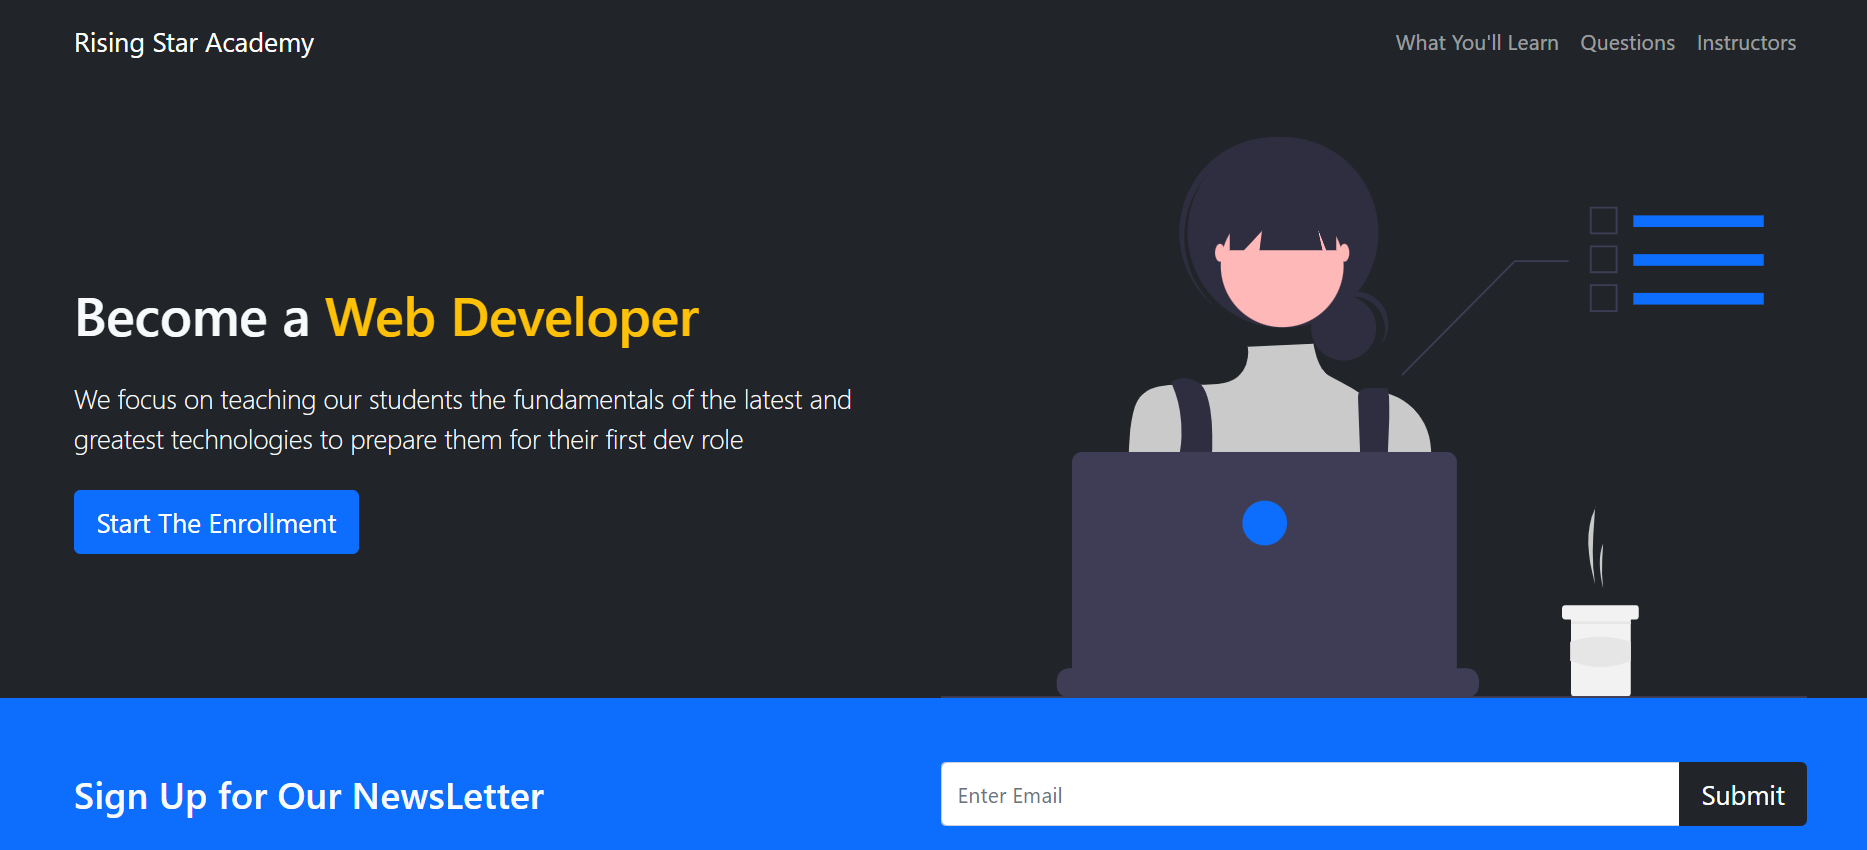 Rising Star Academy
What You'll Learn
Questions
Instructors
Become a Web Developer
We focus on teaching our students the fundamentals of the latest and
greatest technologies to prepare them for their first dev role
Start The Enrollment
Sign Up for Our NewsLetter
Enter Email
Submit